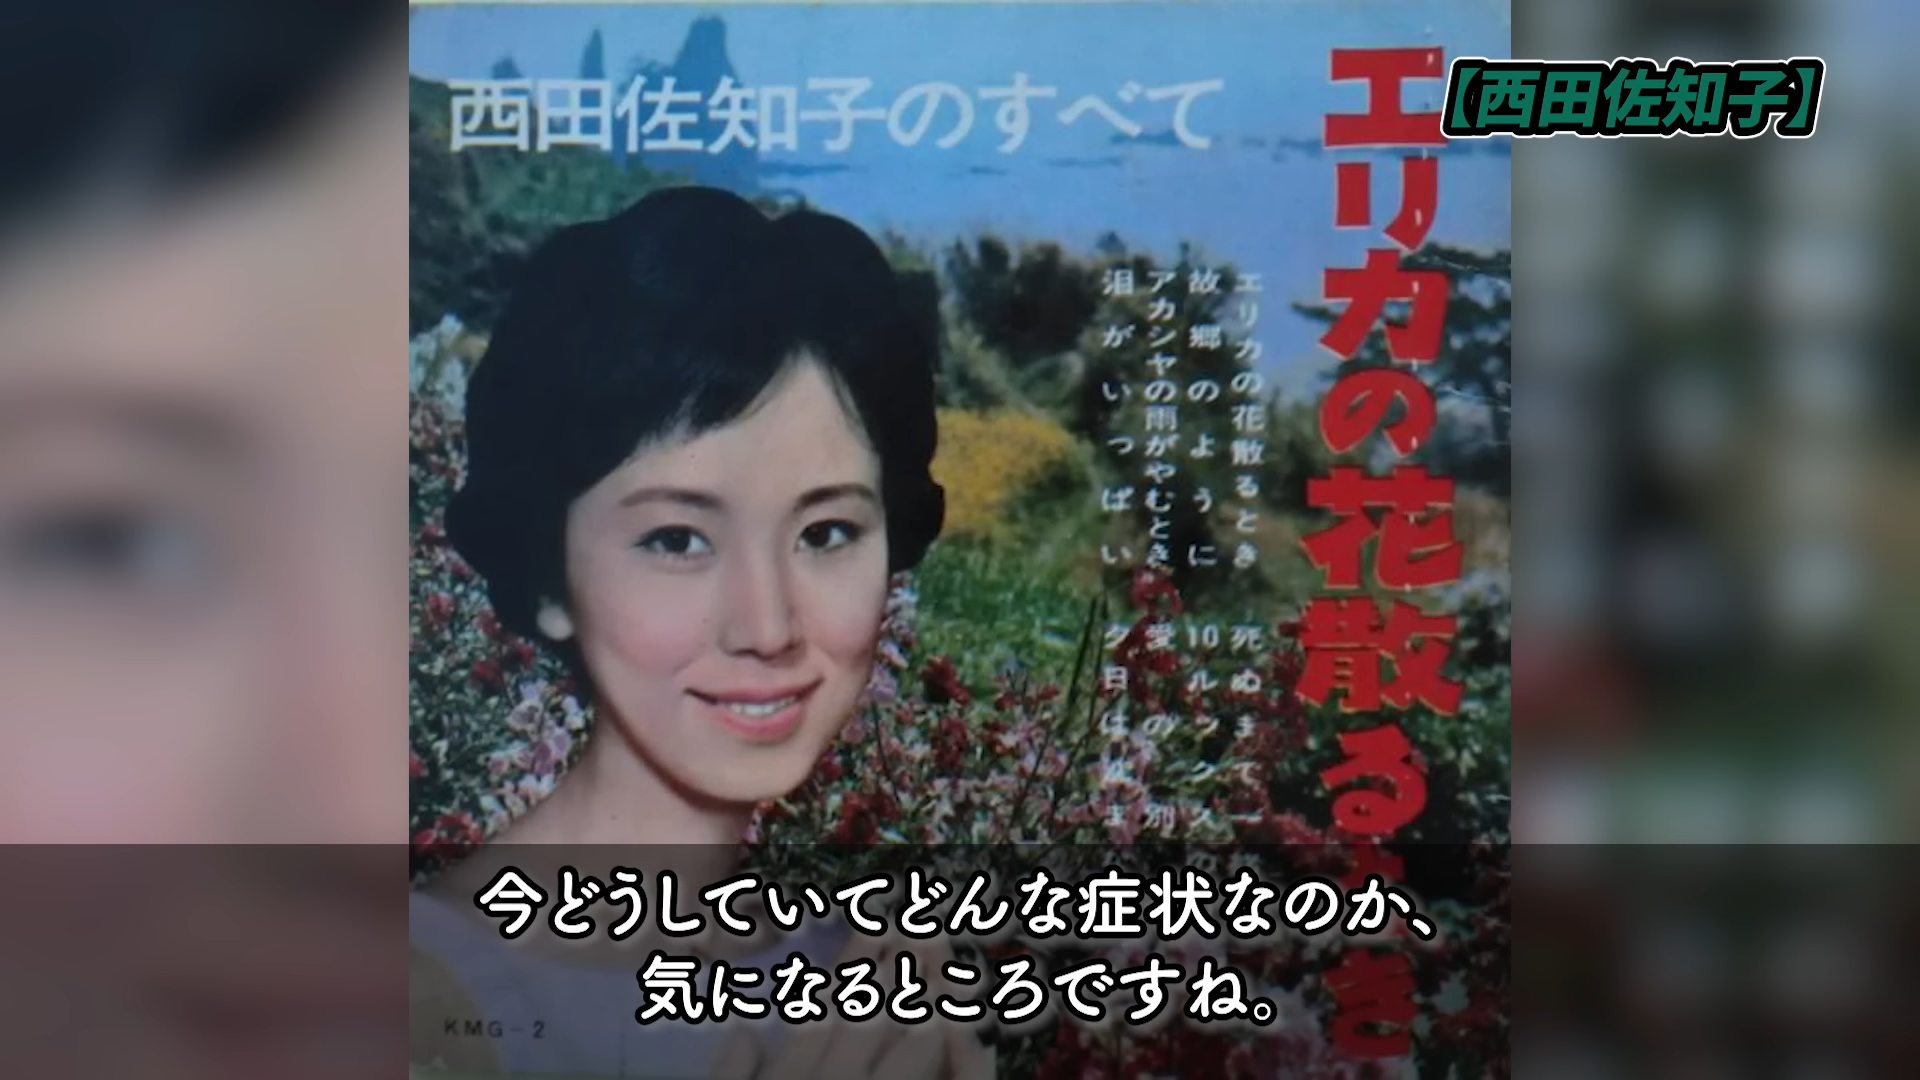 【西田佐知子】
西田佐知子のすべて
エリカの花散るとき
エリカの花散るとき
故郷のように
アカシヤの雨がやむとき
泪がいっぱい
死ぬまで一
10ルックス
愛の別
夕日は
今どうしていてどんな症状なのか、
気になるところですね。
KMG-2